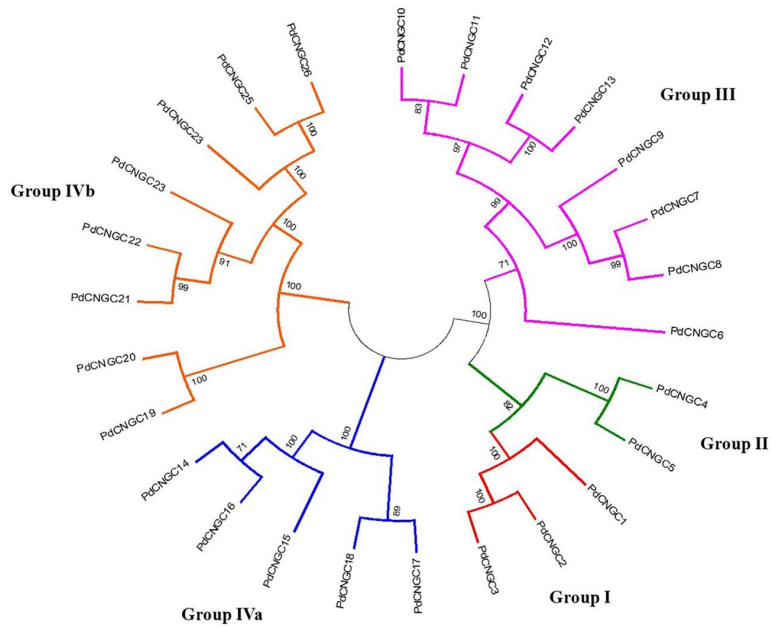 PdCNGC10
PdCNGC11
PdCNGC12
PdCNGC13
Group III
PdCNGC9
PdCNGC7
PdCNGC8
PdCNGC6
PdCNGC4
PdCNGC5
Group II
PdCNGC1
PdCNGC2
PdCNGC3
Group I
PdCNGC17
PdCNGC18
PdCNGC15
PdCNGC16
PdCNGC14
Group IVa
PdCNGC19
PdCNGC20
PdCNGC21
PdCNGC22
PdCNGC23
Group IVb
PdCNGC23
PdCNGC25
PdCNGC26
83
97
100
99
100
99
71
100
82
100
100
100
100
89
100
71
100
100
99
91
100
100
100